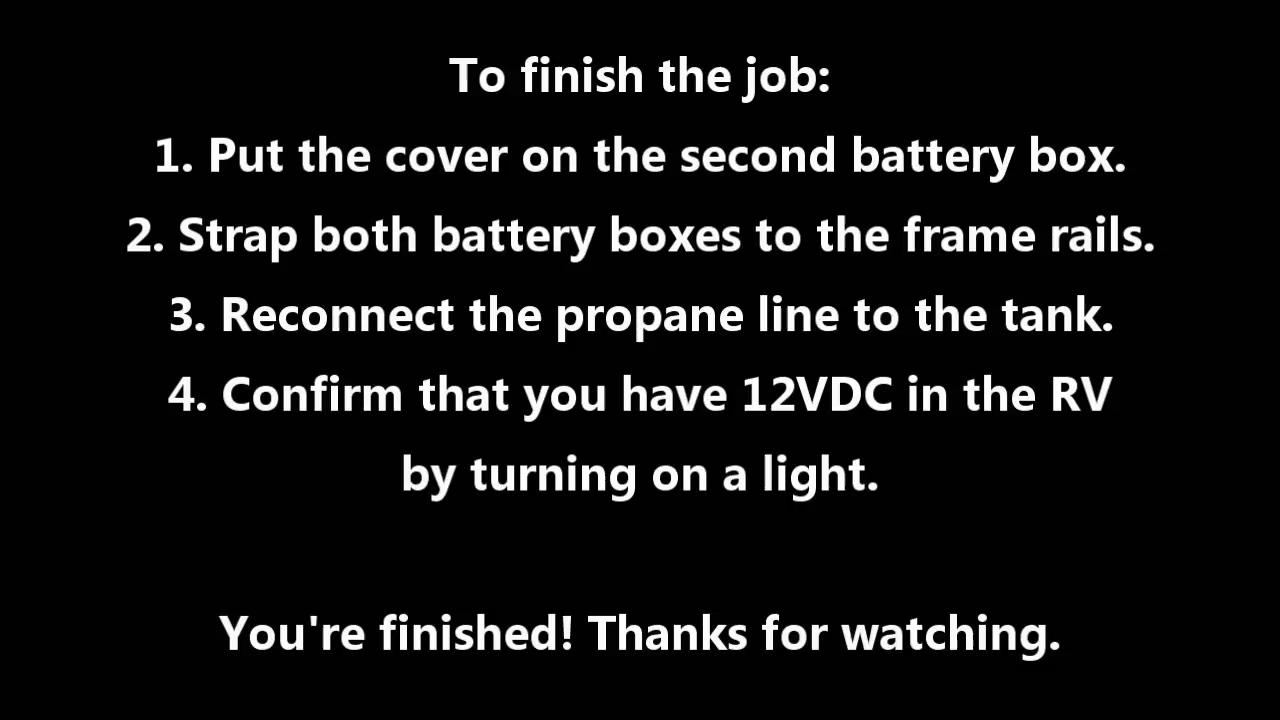 To finish the job:
1. Put the cover on the second battery box.
2. Strap both battery boxes to the frame rails.
3. Reconnect the propane line to the tank.
4. Confirm that you have 12VDC in the RV
by turning on a light.
You're finished! Thanks for watching.